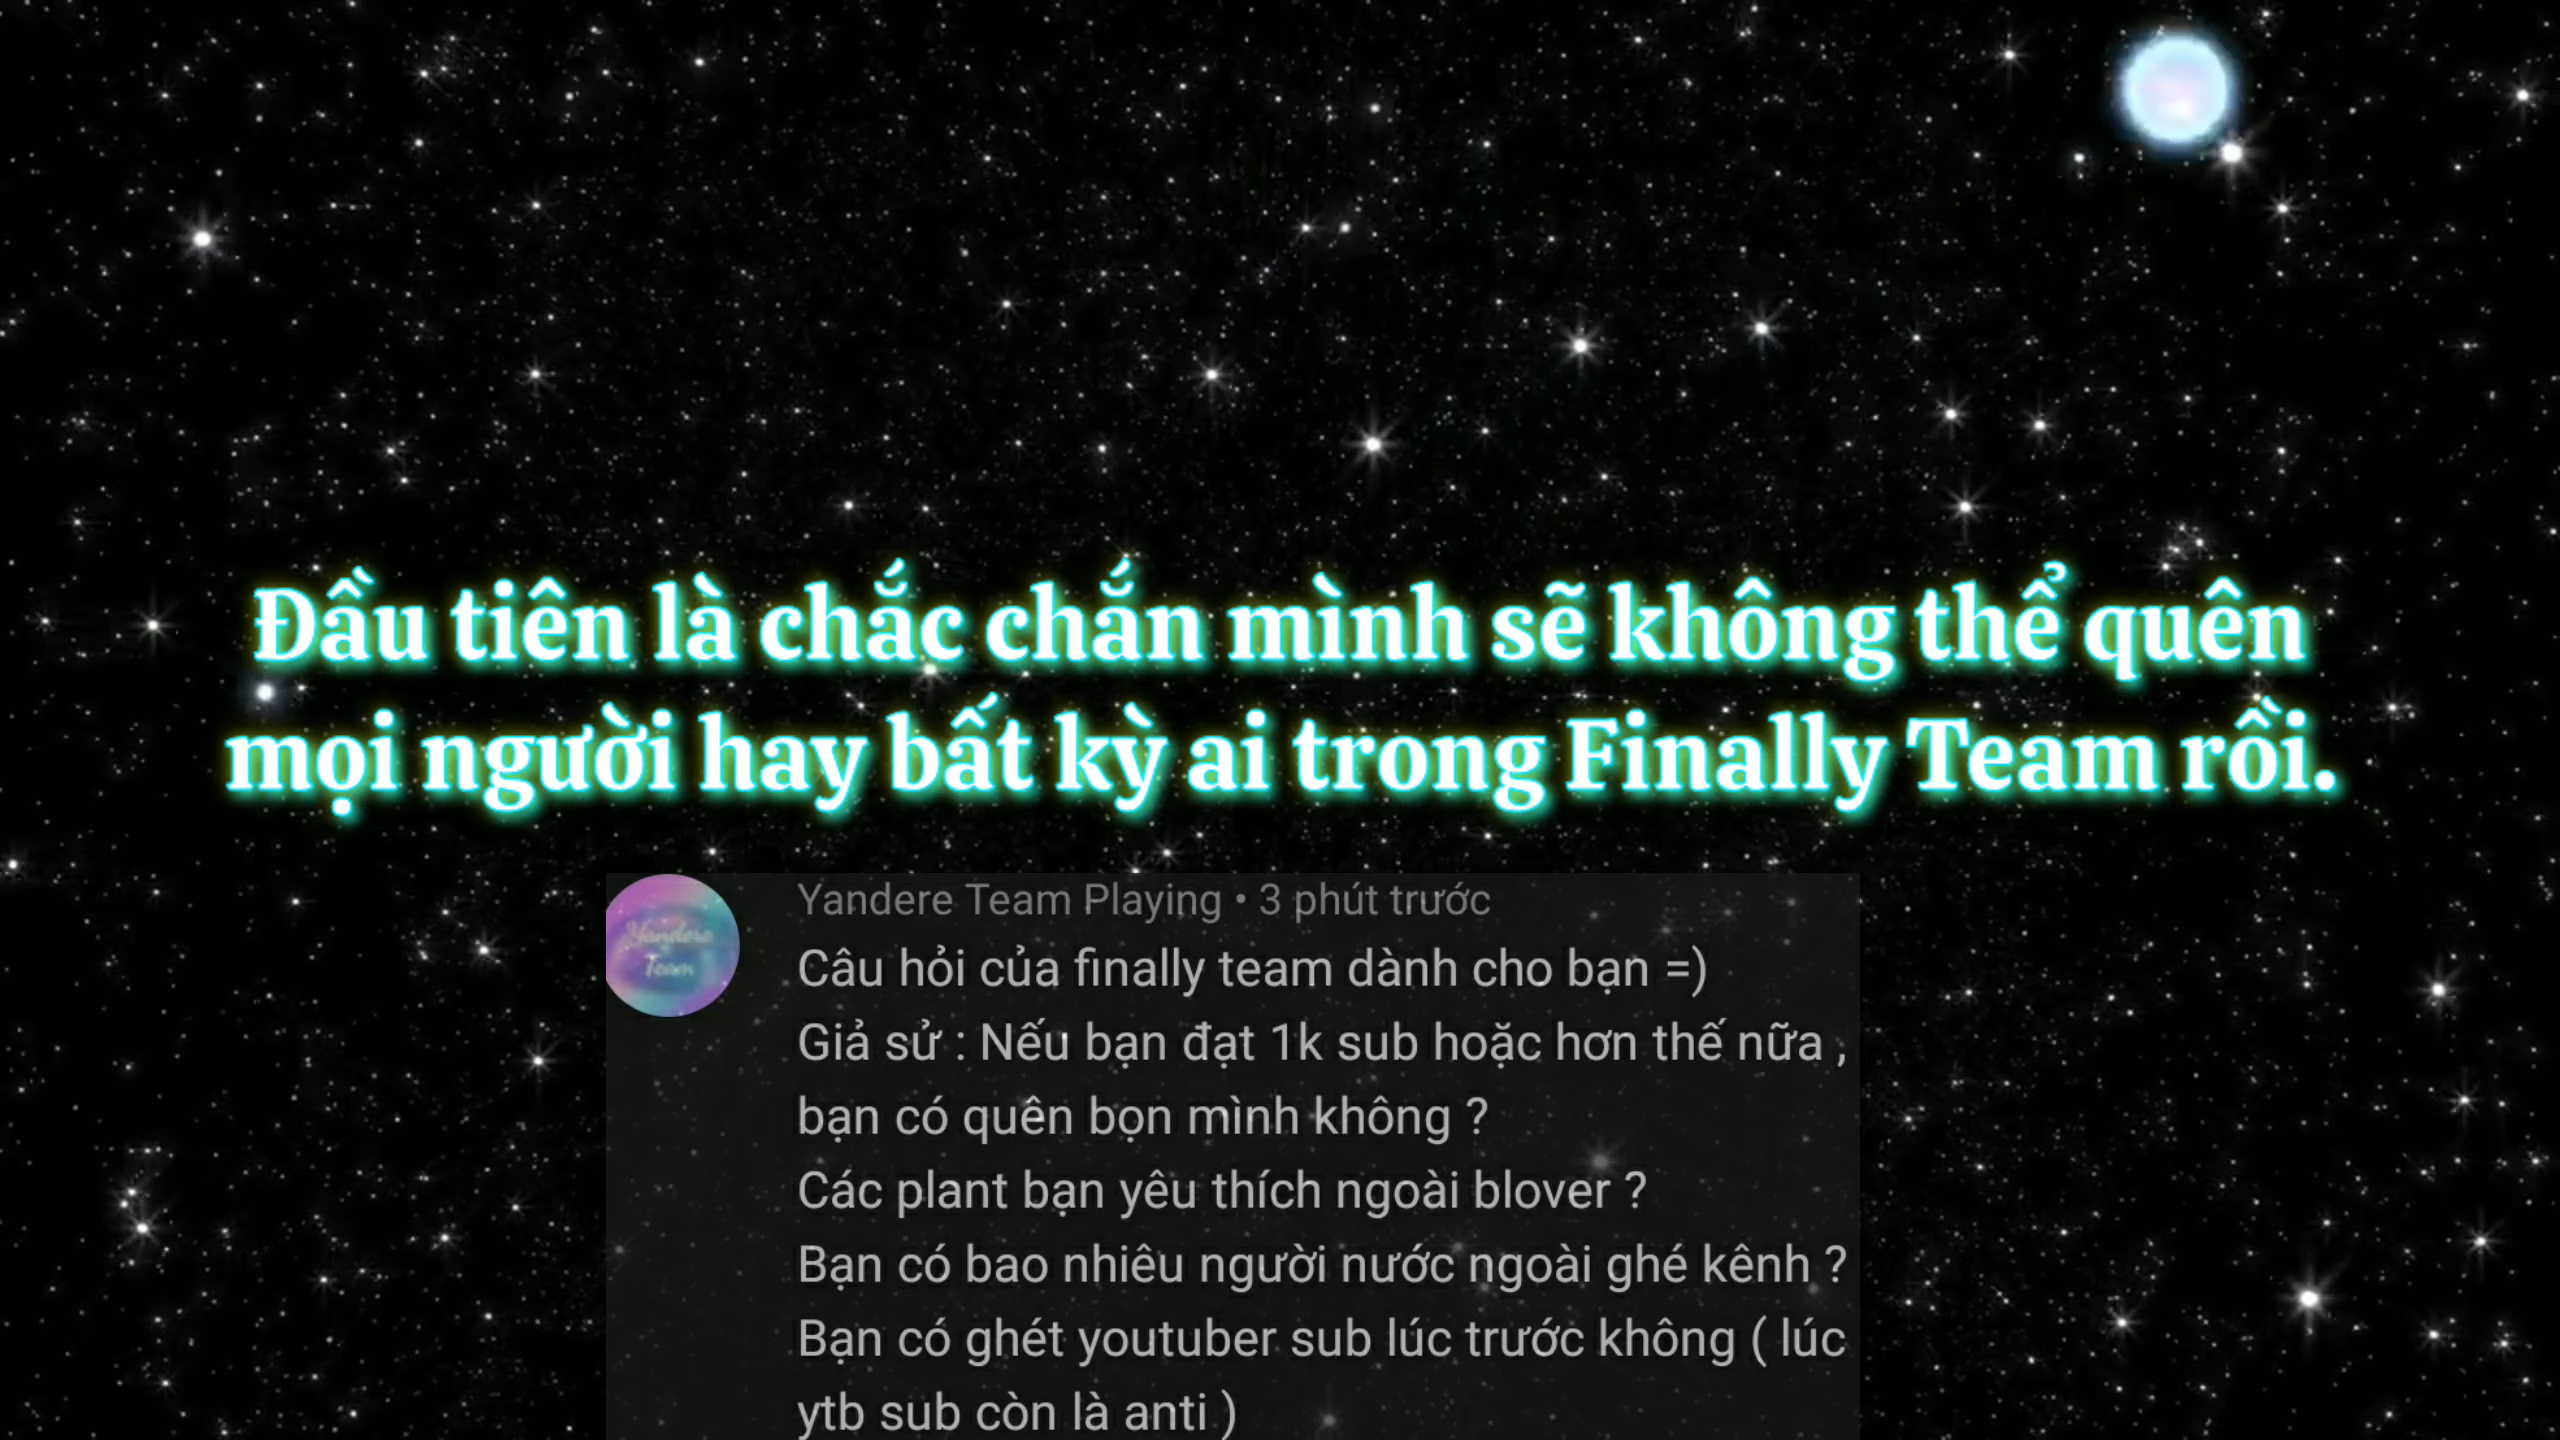 Đầu tiên là chắc chắn mình sẽ không thể quên
mọi người hay bất kỳ ai trong Finally Team rồi.
Yandere Team Playing • 3 phút trước
Yandere
Team
Câu hỏi của finally team dành cho bạn =)
Giả sử : Nếu bạn đạt 1k sub hoặc hơn thế nữa ,
bạn có quên bọn mình không ?
Các plant bạn yêu thích ngoài blover ?
Bạn có bao nhiêu người nước ngoài ghé kênh ?
Bạn có ghét youtuber sub lúc trước không ( lúc
ytb sub còn là anti )